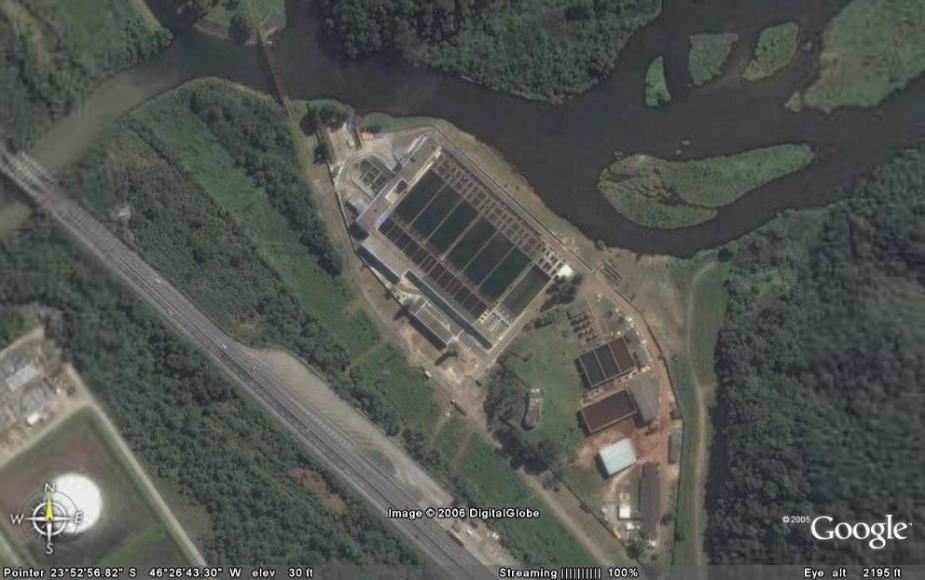 N
W E
S
Image © 2006 DigitalGlobe
© 2005 Google
Pointer 23°52'56.82" S 46°26'43.30" W elev 30 ft Streaming |||||||||| 100% Eye alt 2195 ft